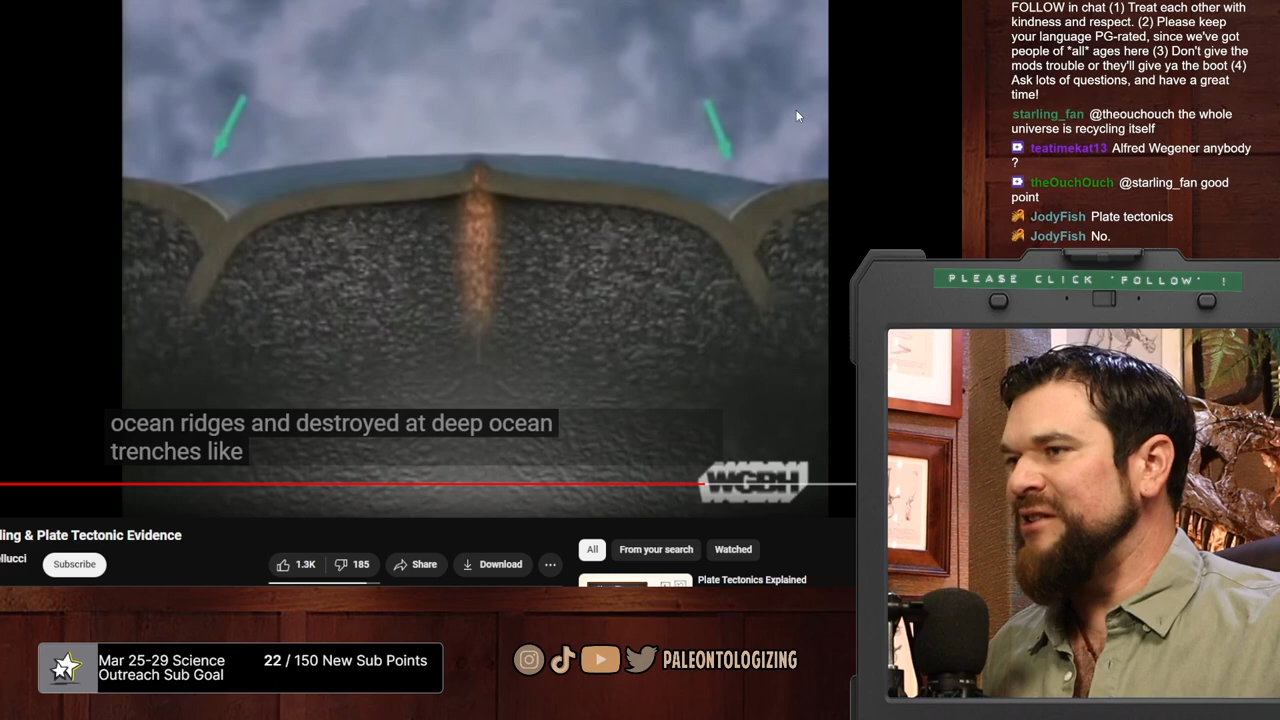 FOLLOW in chat (1) Treat each other with
kindness and respect. (2) Please keep
your language PG-rated, since we've got
people of *all* ages here (3) Don't give the
mods trouble or they'll give ya the boot (4)
Ask lots of questions, and have a great
time!
starling_fan @theouchouch the whole
universe is recycling itself
teatimekat13 Alfred Wegener anybody
?
theOuchOuch @starling_fan good
point
JodyFish Plate tectonics
JodyFish No.
PLEASE CLICK 'FOLLOW' !
ocean ridges and destroyed at deep ocean
trenches like
WGBH
ling & Plate Tectonic Evidence
ellucci
Subscribe
1.3K
185
Share
Download
All
From your search
Watched
Plate Tectonics Explained
Mar 25-29 Science
Outreach Sub Goal
22 / 150 New Sub Points
PALEONTOLOGIZING